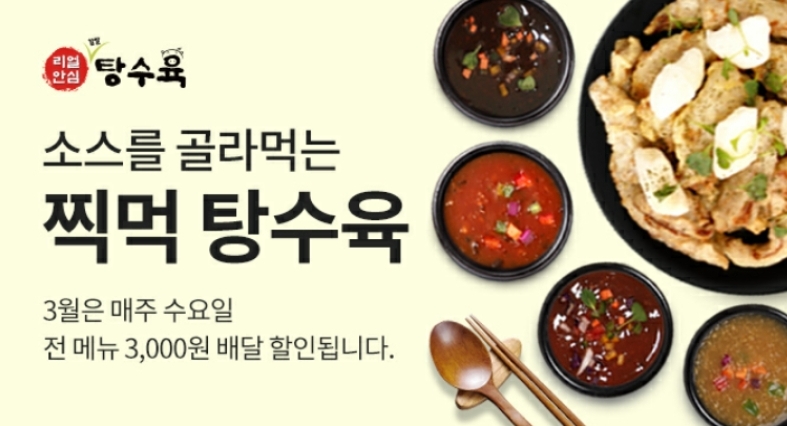 리얼
안심
탕수육
소스를 골라먹는
찍먹 탕수육
3월은 매주 수요일
전 메뉴 3,000원 배달 할인됩니다.